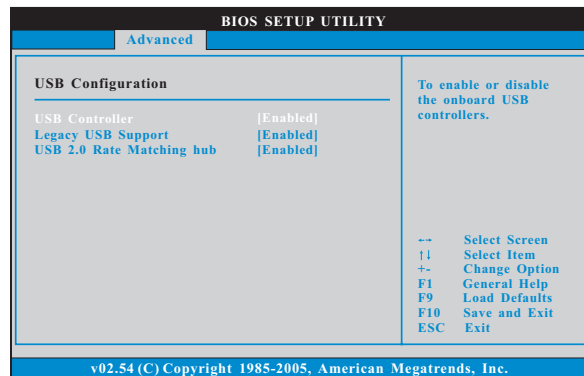 BIOS SETUP UTILITY
Advanced
USB Configuration
USB Controller [Enabled]
Legacy USB Support [Enabled]
USB 2.0 Rate Matching hub [Enabled]
To enable or disable
the onboard USB
controllers.
←→ Select Screen
↑↓ Select Item
+- Change Option
F1 General Help
F9 Load Defaults
F10 Save and Exit
ESC Exit
v02.54 (C) Copyright 1985-2005, American Megatrends, Inc.